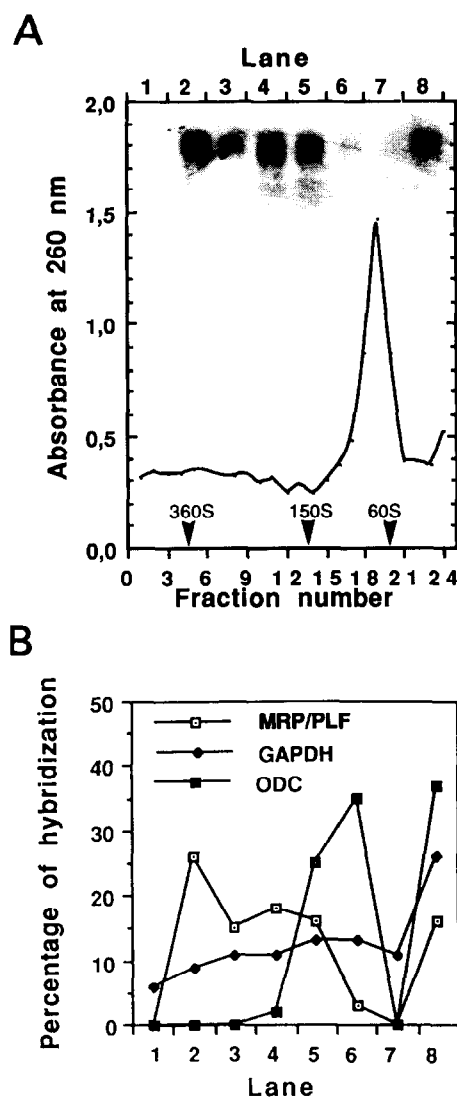 A
Lane
1 2 3 4 5 6 7 8
Absorbance at 260 nm
2,0
1,5
1,0
0,5
0,0
360S 150S 60S
0 3 6 9 12 15 18 21 24
Fraction number
B
Percentage of hybridization
50
40
30
20
10
0
MRP/PLF
GAPDH
ODC
1 2 3 4 5 6 7 8
Lane